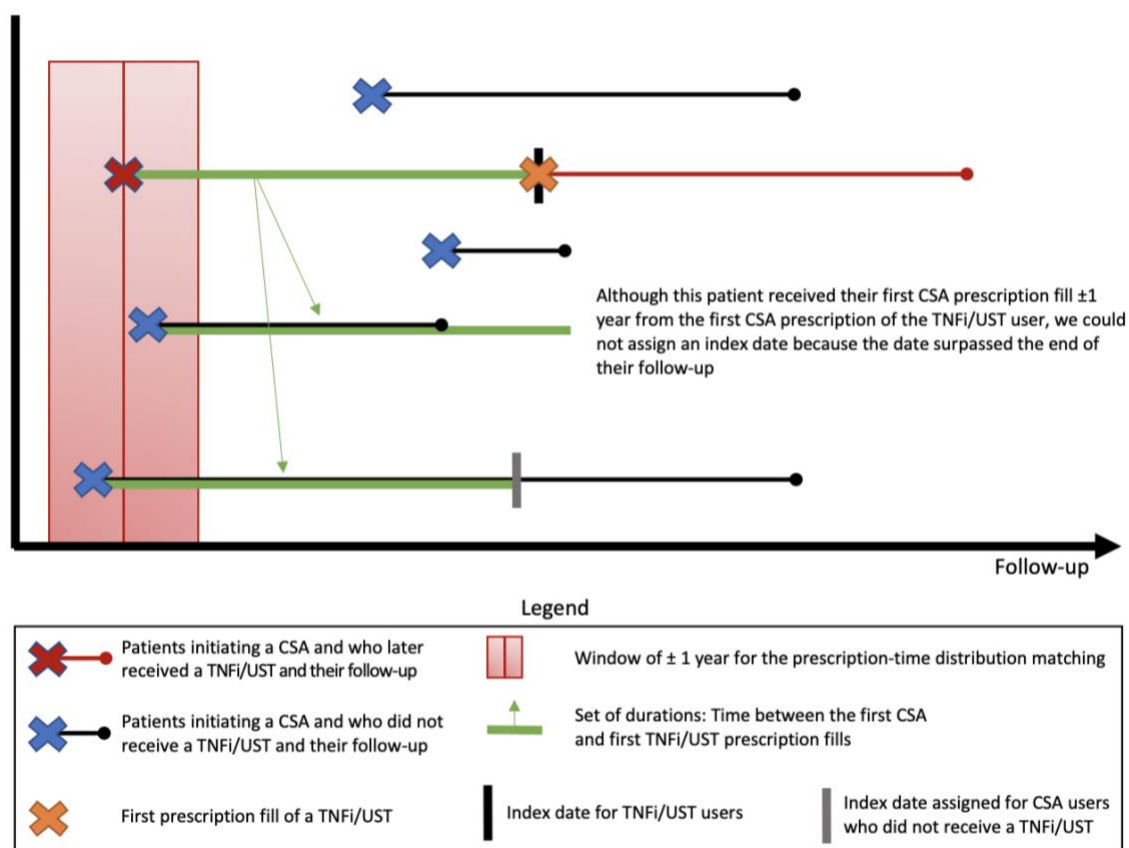 Although this patient received their first CSA prescription fill ±1
year from the first CSA prescription of the TNFi/UST user, we could
not assign an index date because the date surpassed the end of
their follow-up
Follow-up
Legend
Patients initiating a CSA and who later
received a TNFi/UST and their follow-up
Window of ± 1 year for the prescription-time distribution matching
Patients initiating a CSA and who did not
receive a TNFi/UST and their follow-up
Set of durations: Time between the first CSA
and first TNFi/UST prescription fills
First prescription fill of a TNFi/UST
Index date for TNFi/UST users
Index date assigned for CSA users
who did not receive a TNFi/UST